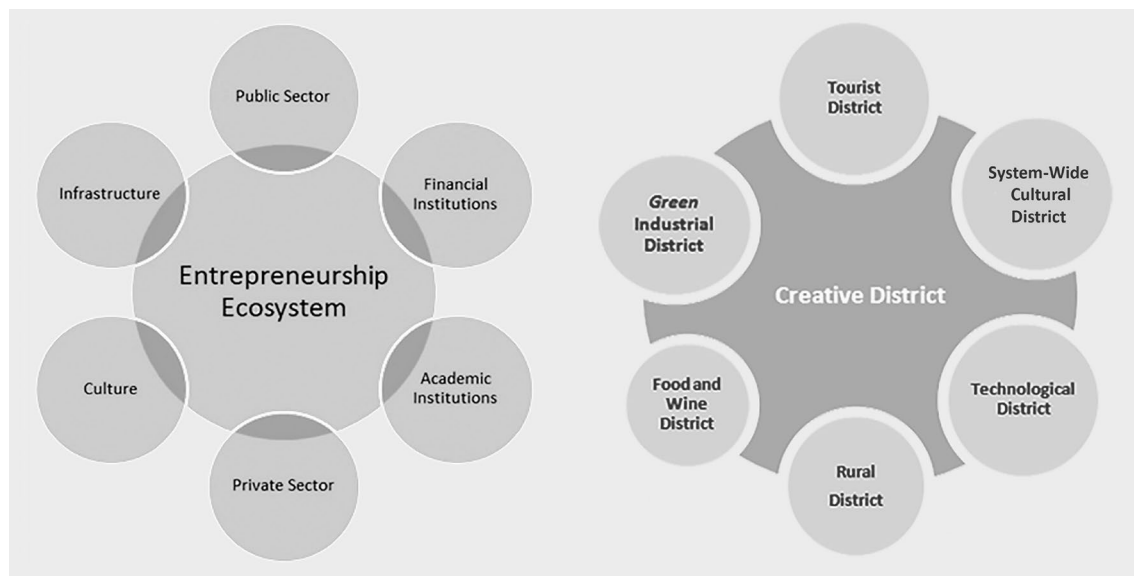 Public Sector
Financial
Institutions
Academic
Institutions
Private Sector
Culture
Infrastructure
Entrepreneurship
Ecosystem
Tourist
District
System-Wide
Cultural
District
Technological
District
Rural
District
Food and
Wine
District
Green
Industrial
District
Creative District